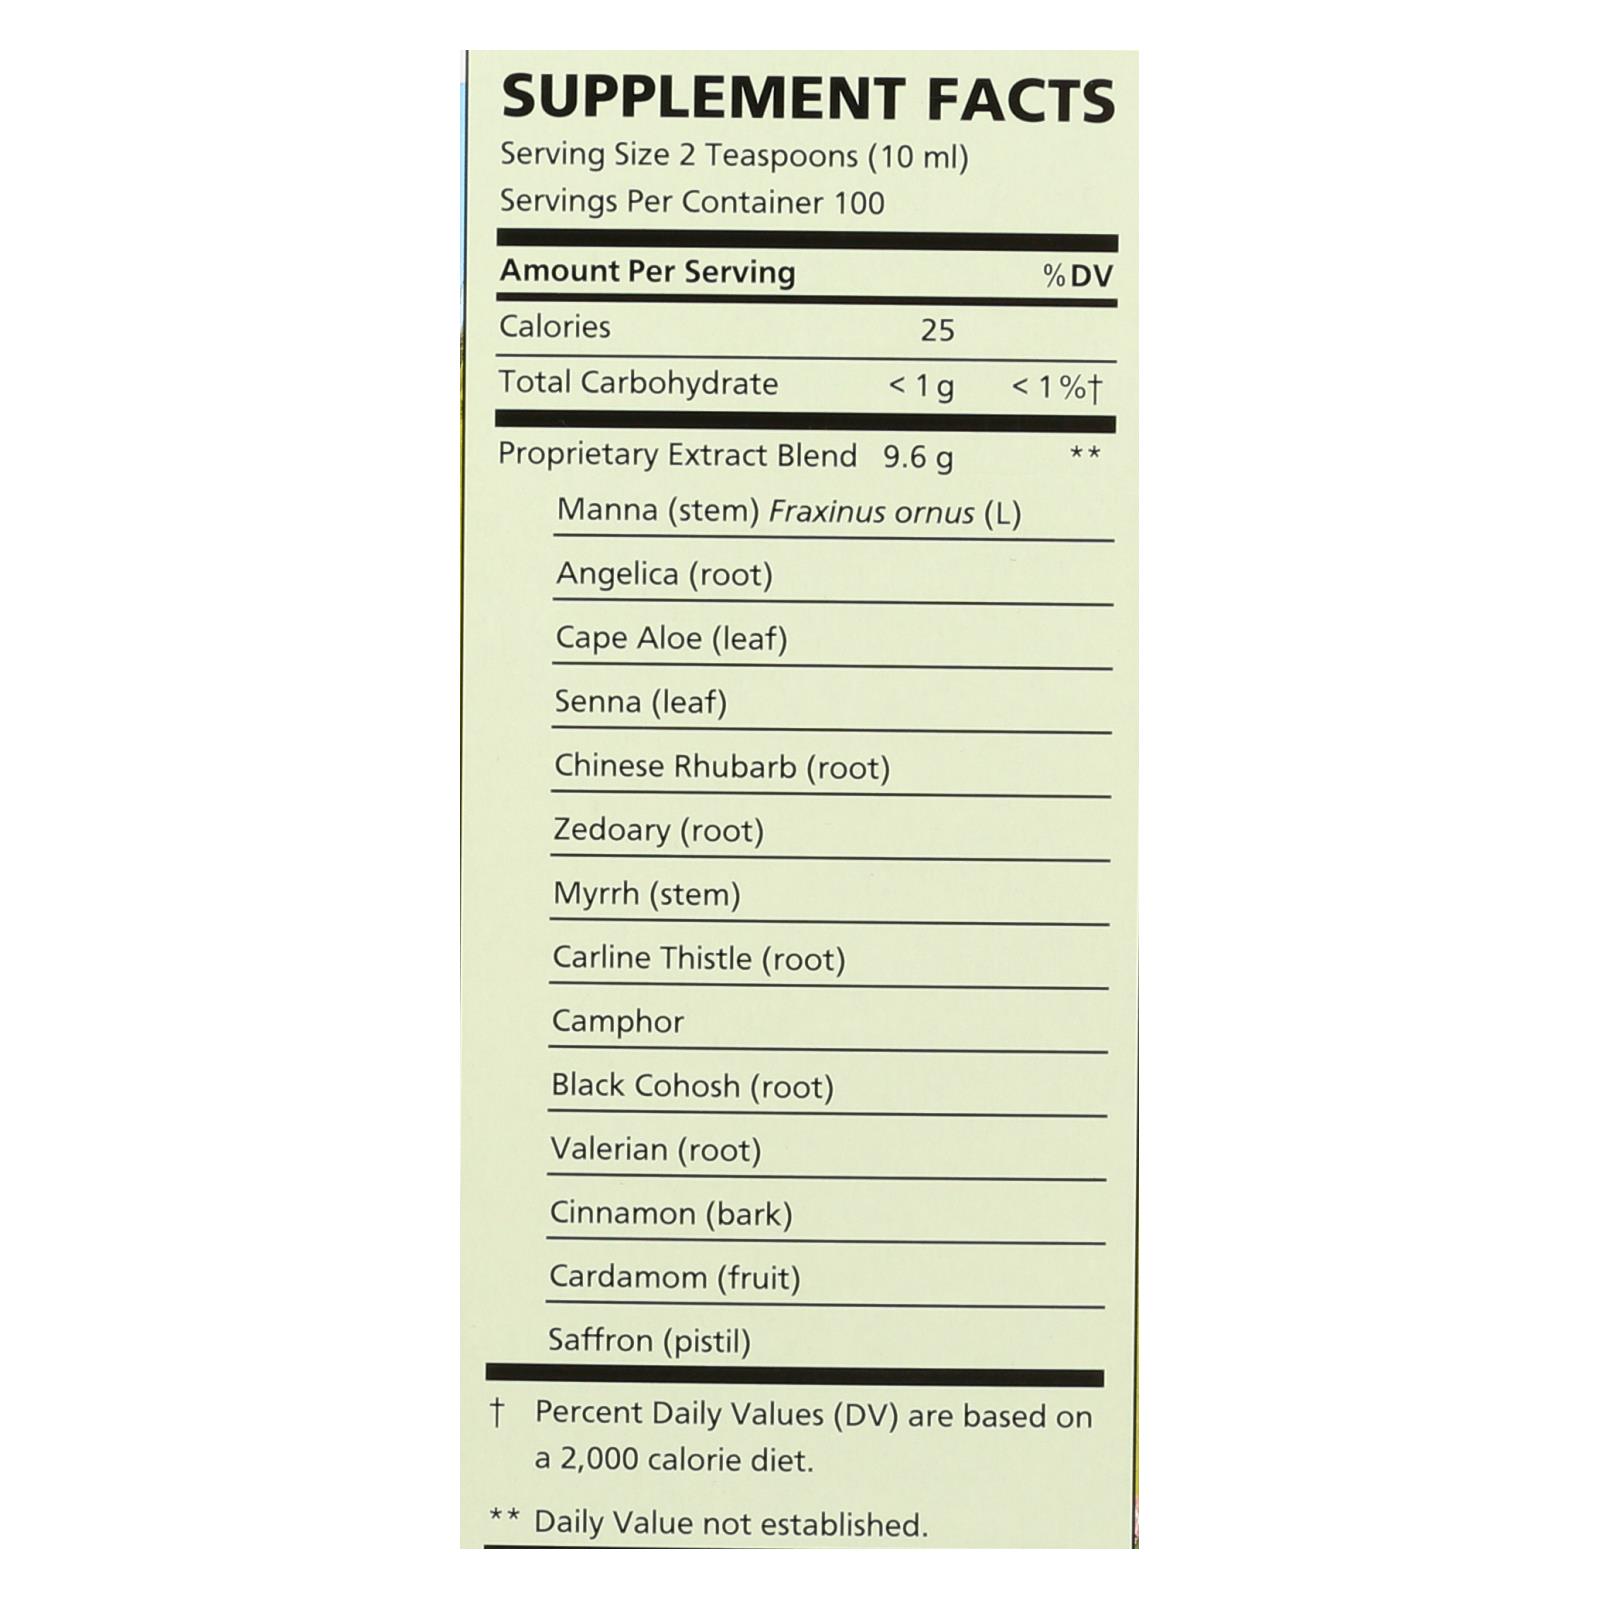 SUPPLEMENT FACTS
Serving Size 2 Teaspoons (10 ml)
Servings Per Container 100
Amount Per Serving %DV
Calories 25
Total Carbohydrate < 1 g < 1 %†
Proprietary Extract Blend 9.6 g **
Manna (stem) Fraxinus ornus (L)
Angelica (root)
Cape Aloe (leaf)
Senna (leaf)
Chinese Rhubarb (root)
Zedoary (root)
Myrrh (stem)
Carline Thistle (root)
Camphor
Black Cohosh (root)
Valerian (root)
Cinnamon (bark)
Cardamom (fruit)
Saffron (pistil)
† Percent Daily Values (DV) are based on
a 2,000 calorie diet.
** Daily Value not established.